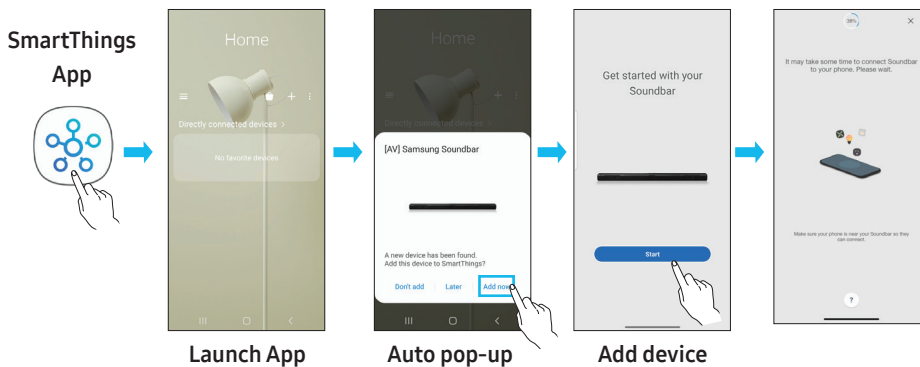 SmartThings
App
Home
Directly connected devices >
No favorite devices
Launch App
Home
Directly connected devices >
[AV] Samsung Soundbar
A new device has been found.
Add this device to SmartThings?
Don't add Later Add now
Auto pop-up
Get started with your
Soundbar
Start
Add device
38%
It may take some time to connect Soundbar
to your phone. Please wait.
Make sure your phone is near your Soundbar so they
can connect.
?